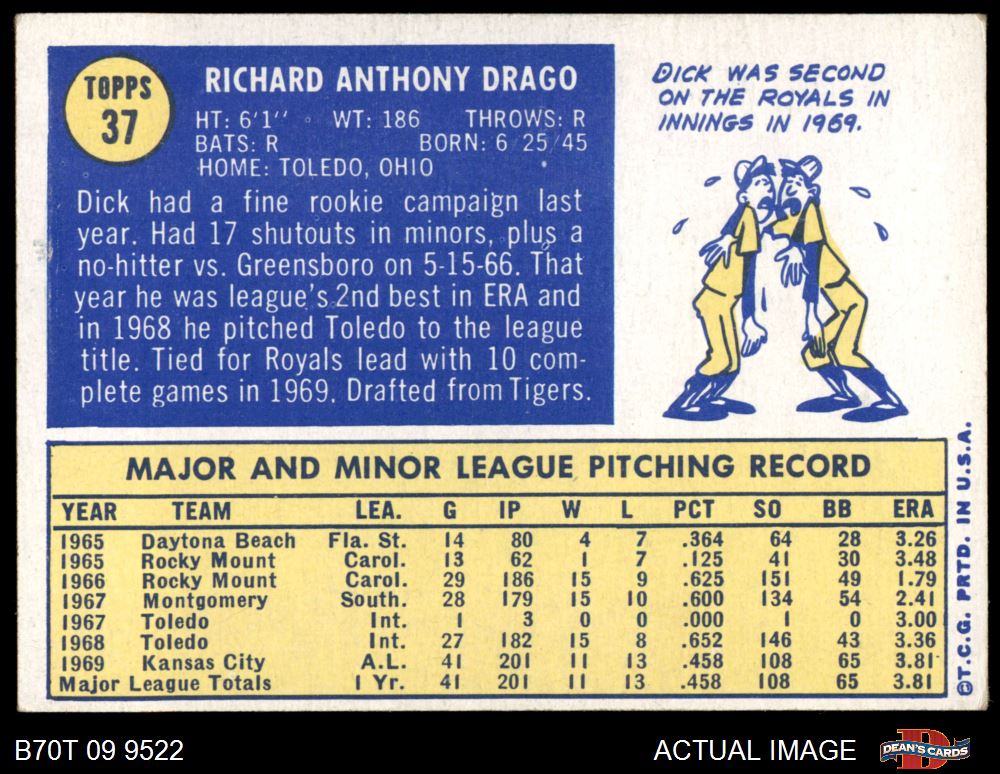 TOPPS
37
RICHARD ANTHONY DRAGO
HT: 6'1" WT: 186 THROWS: R
BATS: R BORN: 6 25/45
HOME: TOLEDO, OHIO
Dick had a fine rookie campaign last
year. Had 17 shutouts in minors, plus a
no-hitter vs. Greensboro on 5-15-66. That
year he was league's 2nd best in ERA and
in 1968 he pitched Toledo to the league
title. Tied for Royals lead with 10 com-
plete games in 1969. Drafted from Tigers.
DICK WAS SECOND
ON THE ROYALS IN
INNINGS IN 1969.
MAJOR AND MINOR LEAGUE PITCHING RECORD
YEAR TEAM LEA. G IP W L PCT SO BB ERA
1965 Daytona Beach Fla. St. 14 80 4 7 .364 64 28 3.26
1965 Rocky Mount Carol. 13 62 1 7 .125 41 30 3.48
1966 Rocky Mount Carol. 29 186 15 9 .625 151 49 1.79
1967 Montgomery South. 28 179 15 10 .600 134 54 2.41
1967 Toledo Int. 1 3 0 0 .000 1 0 3.00
1968 Toledo Int. 27 182 15 8 .652 146 43 3.36
1969 Kansas City A.L. 41 201 11 13 .458 108 65 3.81
Major League Totals 1 Yr. 41 201 11 13 .458 108 65 3.81
©T.C.G. PRTD. IN U.S.A.
B70T 09 9522
ACTUAL IMAGE
DEAN'S CARDS